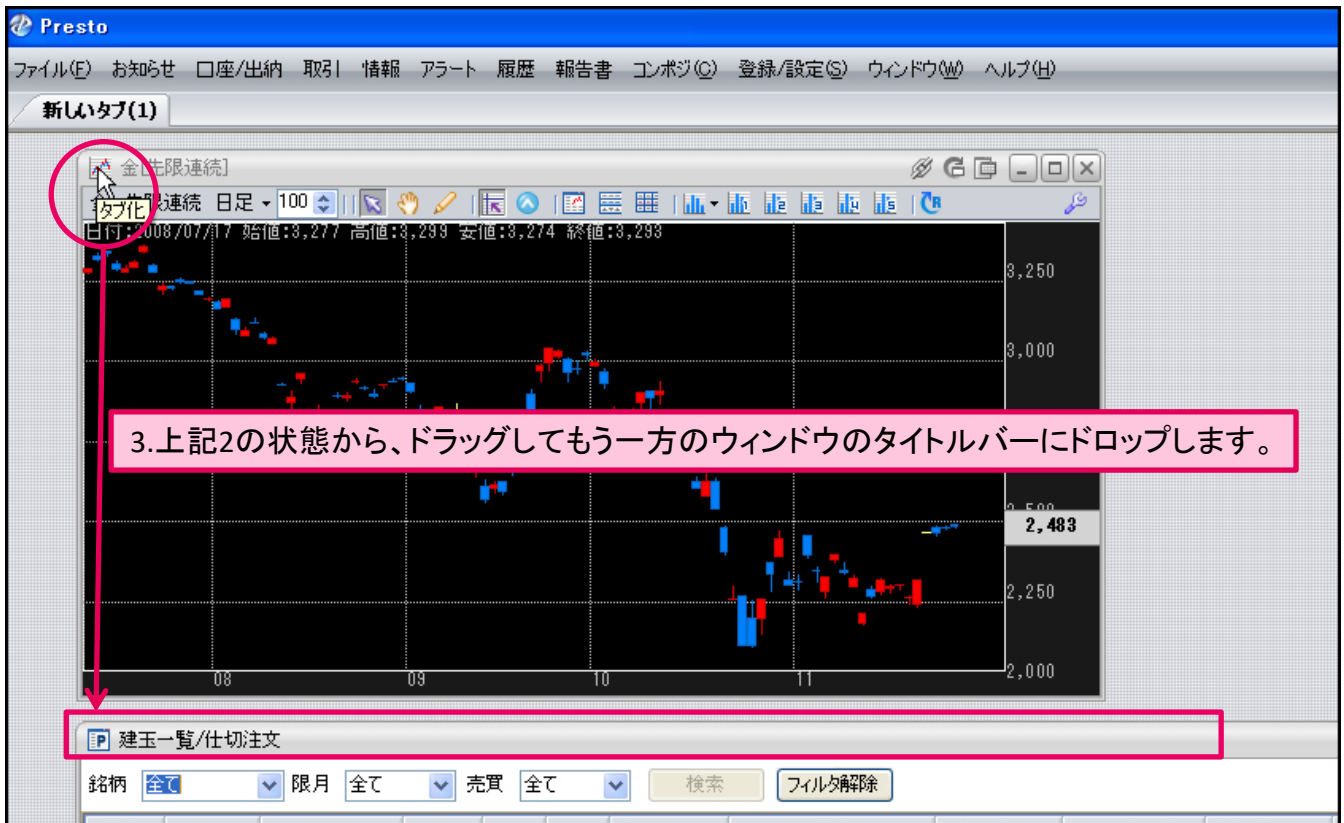 Presto
ファイル(F) お知らせ 口座/出納 取引 情報 アラート 履歴 報告書 コンポジ(C) 登録/設定(S) ウィンドウ(W) ヘルプ(H)
新しいタブ(1)
金[先限連続]
先限連続 日足 100
タブ化
日付:2008/07/17 始値:3,277 高値:3,299 安値:3,274 終値:3,293
3,250
3,000
3.上記2の状態から、ドラッグしてもう一方のウィンドウのタイトルバーにドロップします。
2,500
2,483
2,250
2,000
08 09 10 11
建玉一覧/仕切注文
銘柄 全て 限月 全て 売買 全て 検索 フィルタ解除